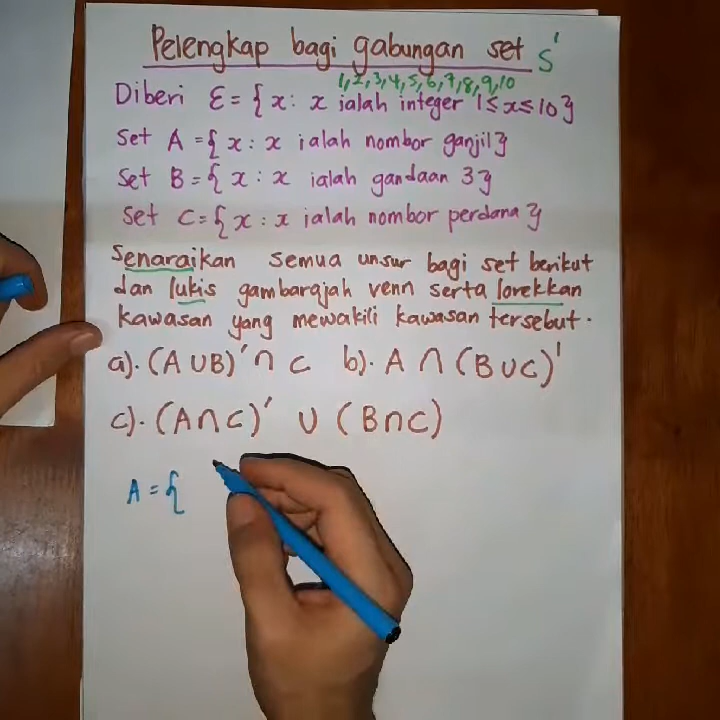 Pelengkap bagi gabungan set S'
1,2,3,4,5,6,7,8,9,10
Diberi ε = { x : x ialah integer 1 ≤ x ≤ 10 }
Set A = { x : x ialah nombor ganjil }
Set B = { x : x ialah gandaan 3 }
Set C = { x : x ialah nombor perdana }
Senaraikan semua unsur bagi set berikut
dan lukis gambarajah venn serta lorekkan
kawasan yang mewakili kawasan tersebut.
a). (A ∪ B)' ∩ C b). A ∩ (B ∪ C)'
c). (A ∩ C)' ∪ (B ∩ C)
A = {